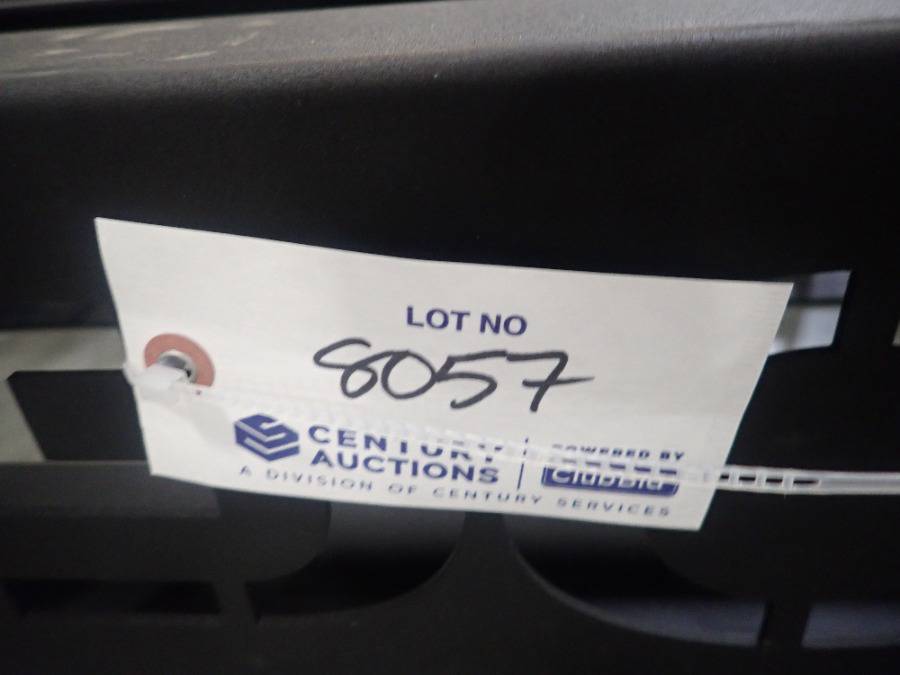 LOT NO
8057
CENTURY
AUCTIONS
POWERED BY
ClubBid
A DIVISION OF CENTURY SERVICES